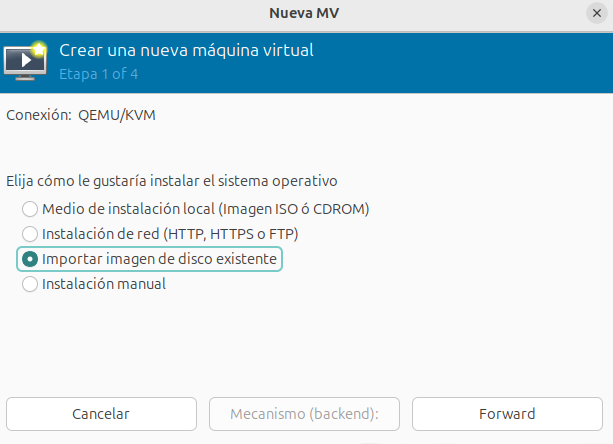 Nueva MV
Crear una nueva máquina virtual
Etapa 1 of 4
Conexión: QEMU/KVM
Elija cómo le gustaría instalar el sistema operativo
Medio de instalación local (Imagen ISO ó CDROM)
Instalación de red (HTTP, HTTPS o FTP)
Importar imagen de disco existente
Instalación manual
Cancelar
Mecanismo (backend):
Forward